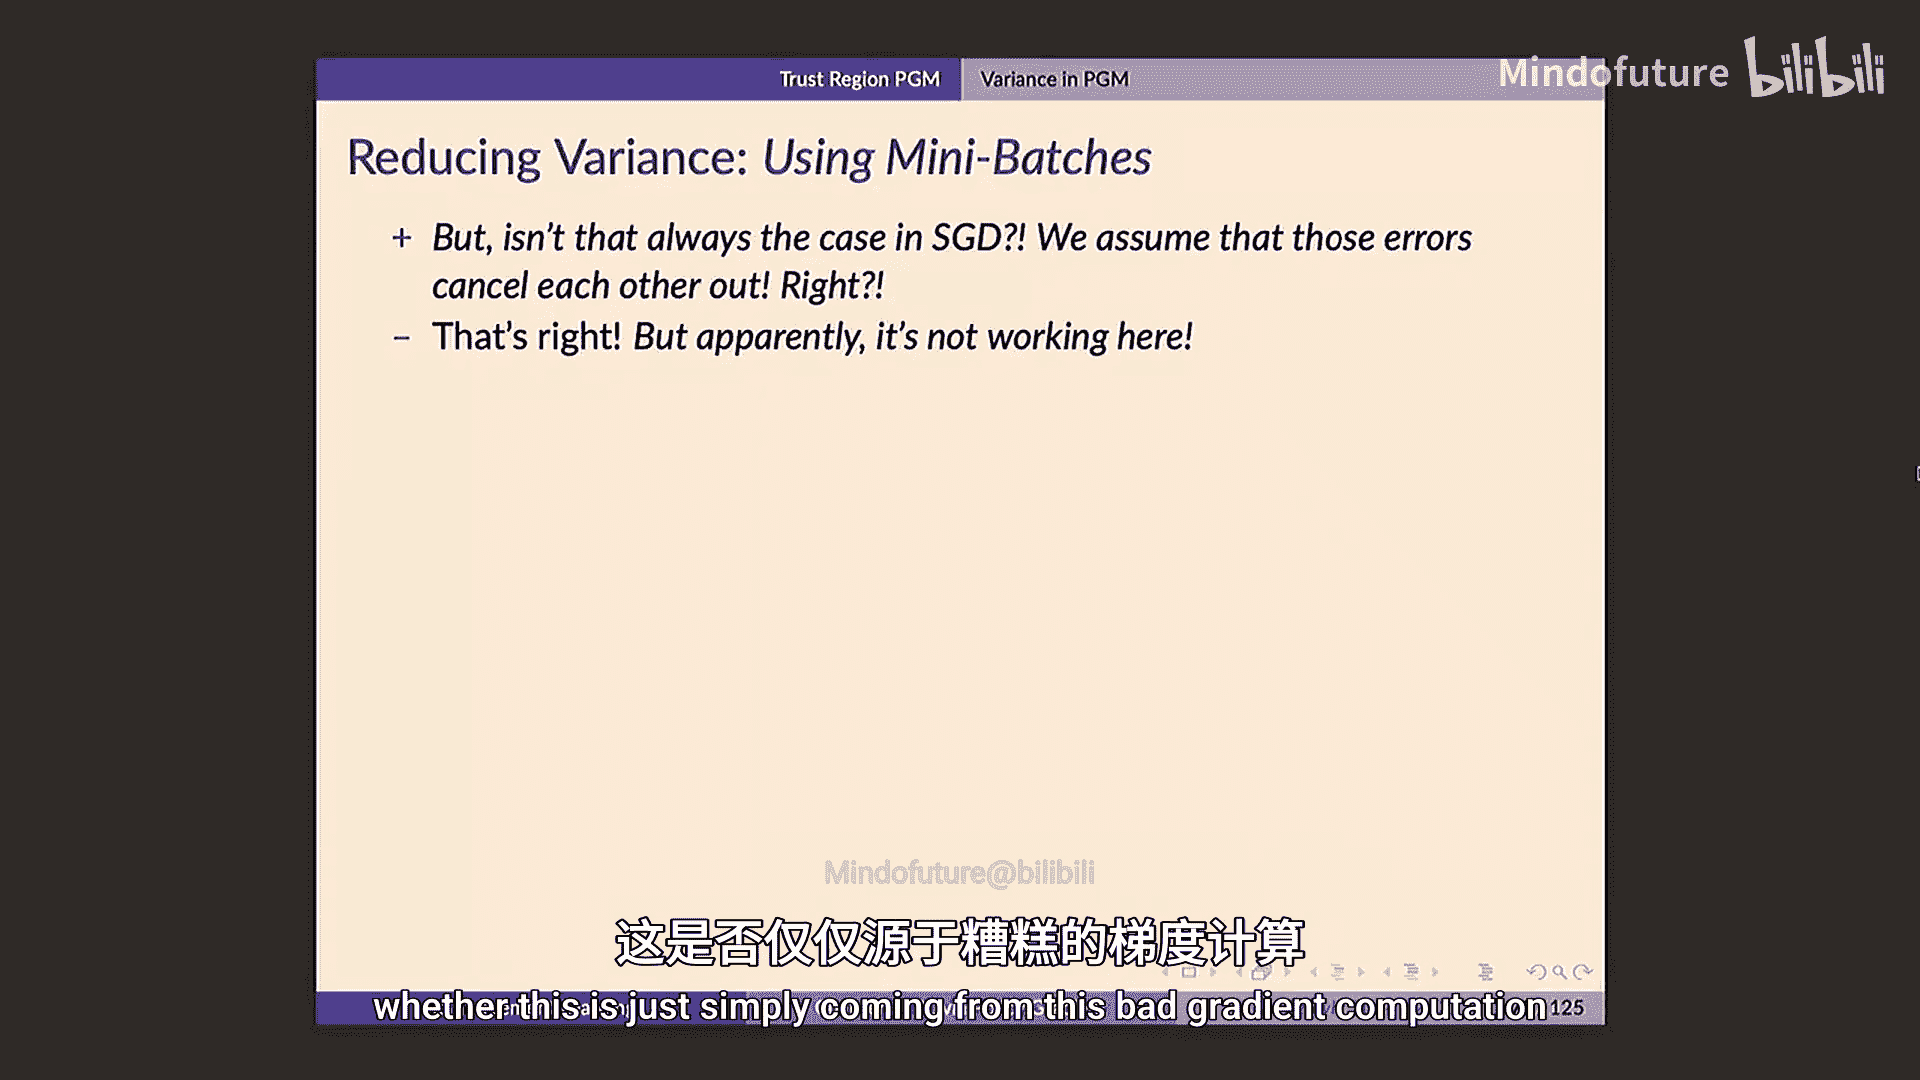 Trust Region PGM
Variance in PGM
Mindofuture bilibili
Reducing Variance: Using Mini-Batches
+ But, isn't that always the case in SGD?! We assume that those errors
cancel each other out! Right?!
– That's right! But apparently, it's not working here!
Mindofuture@bilibili
这是否仅仅源于糟糕的梯度计算
whether this is just simply coming from this bad gradient computation
125